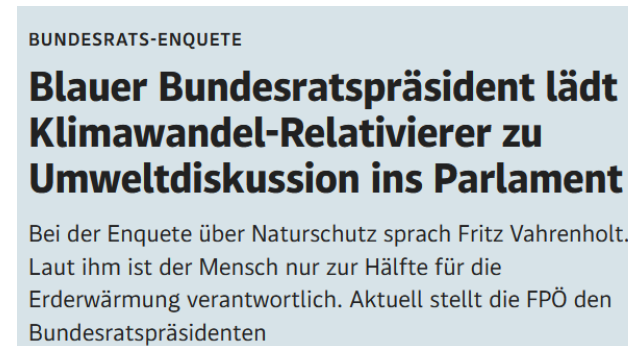 BUNDESRATS-ENQUETE
Blauer Bundesratspräsident lädt
Klimawandel-Relativierer zu
Umweltdiskussion ins Parlament
Bei der Enquete über Naturschutz sprach Fritz Vahrenholt.
Laut ihm ist der Mensch nur zur Hälfte für die
Erderwärmung verantwortlich. Aktuell stellt die FPÖ den
Bundesratspräsidenten